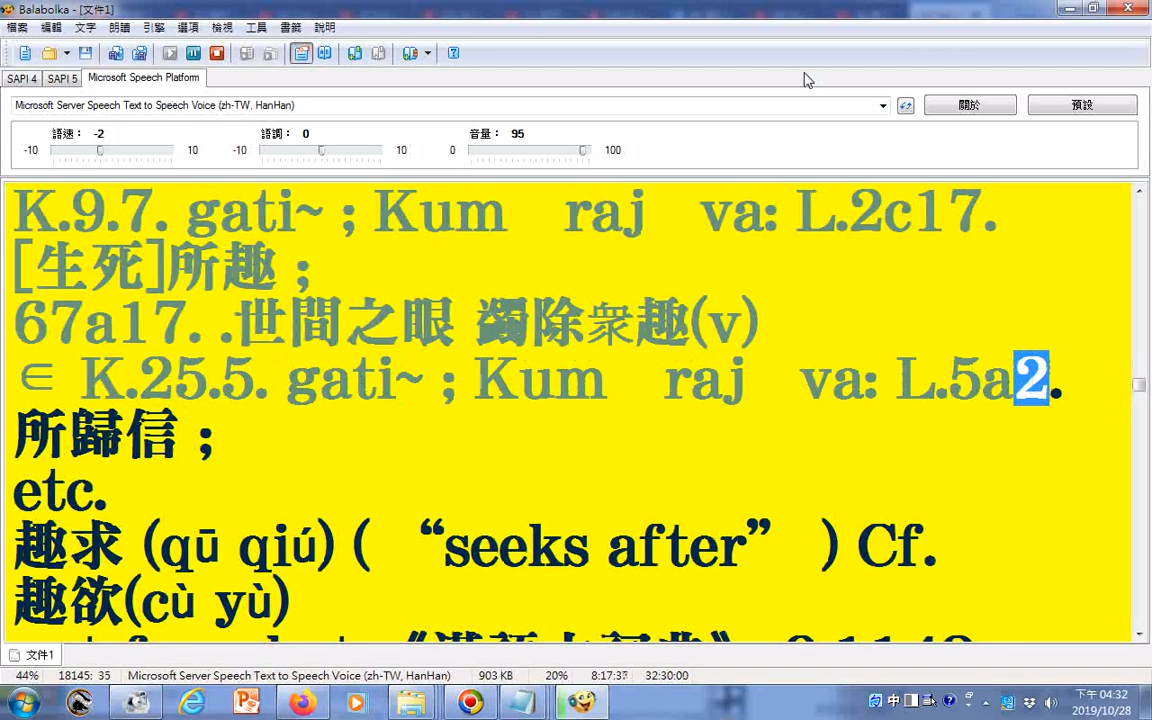 Balabolka - [文件1]
檔案 編輯 文字 朗讀 引擎 選項 檢視 工具 書籤 說明
SAPI 4 SAPI 5 Microsoft Speech Platform
Microsoft Server Speech Text to Speech Voice (zh-TW, HanHan) 關於 預設
語速： -2 語調： 0 音量： 95
-10 10 -10 10 0 100
K.9.7. gati~ ; Kum raj va: L.2c17.
[生死]所趣；
67a17. .世間之眼 蠲除衆趣(v)
∈ K.25.5. gati~ ; Kum raj va: L.5a2.
所歸信；
etc.
趣求 (qū qiú) ( “seeks after” ) Cf.
趣欲(cù yù)
文件1
44% 18145: 35 Microsoft Server Speech Text to Speech Voice (zh-TW, HanHan) 903 KB 20% 8:17:37 32:30:00
中 下午 04:32
2019/10/28